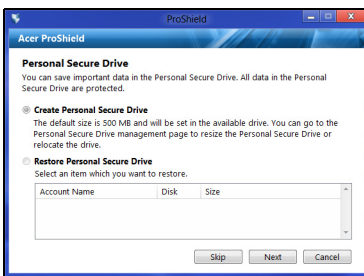 ProShield
Acer ProShield
Personal Secure Drive
You can save important data in the Personal Secure Drive. All data in the Personal
Secure Drive are protected.
Create Personal Secure Drive
The default size is 500 MB and will be set in the available drive. You can go to the
Personal Secure Drive management page to resize the Personal Secure Drive or
relocate the drive.
Restore Personal Secure Drive
Select an item which you want to restore.
Account Name Disk Size
Skip Next Cancel